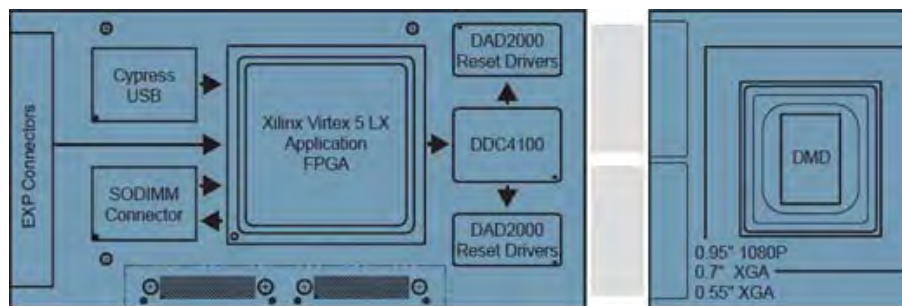 EXP Connectors
Cypress
USB
SODIMM
Connector
Xilinx Virtex 5 LX
Application
FPGA
DAD2000
Reset Drivers
DDC4100
DAD2000
Reset Drivers
DMD
0.95" 1080P
0.7" XGA
0.55" XGA